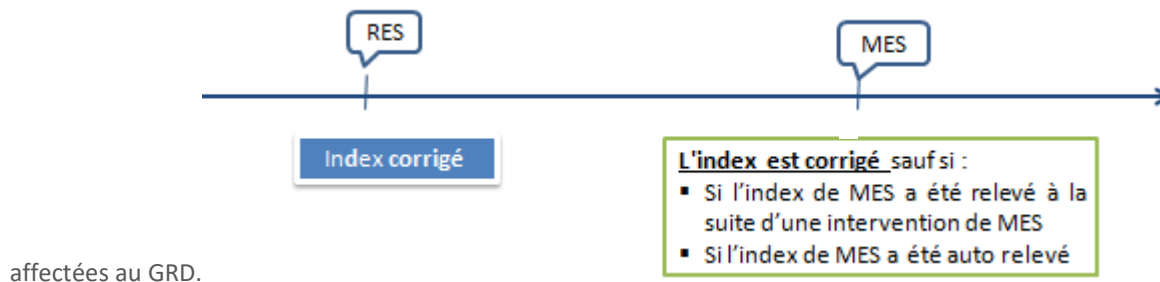 RES
MES
Index corrigé
L'index est corrigé sauf si :
▪ Si l'index de MES a été relevé à la
suite d'une intervention de MES
▪ Si l'index de MES a été auto relevé
affectées au GRD.